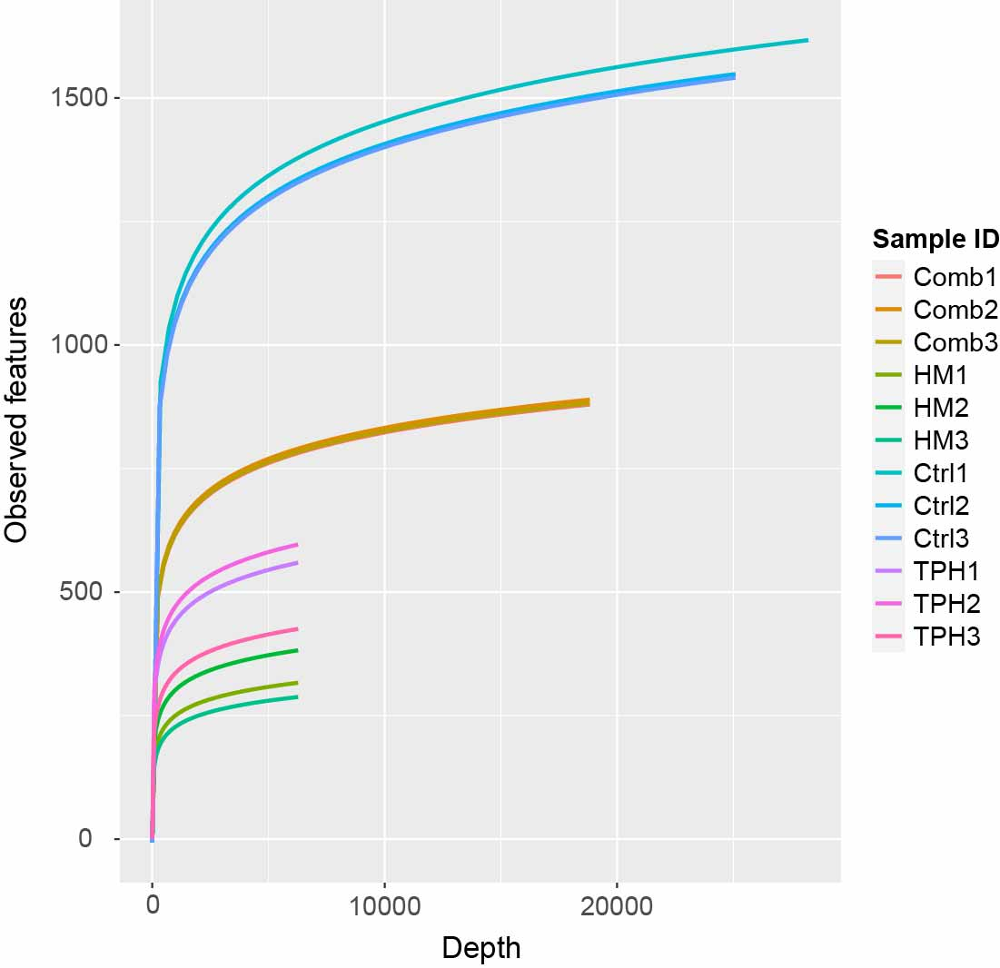 1500
1000
500
0
0
10000
20000
Depth
Observed features
Sample ID
Comb1
Comb2
Comb3
HM1
HM2
HM3
Ctrl1
Ctrl2
Ctrl3
TPH1
TPH2
TPH3